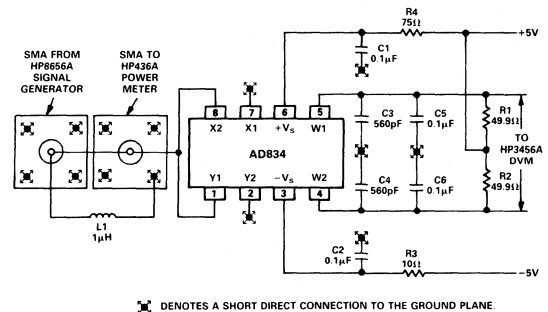 SMA FROM
HP8656A
SIGNAL
GENERATOR
SMA TO
HP436A
POWER
METER
L1
1μH
8
7
6
5
X2
X1
+VS
W1
AD834
Y1
Y2
−VS
W2
1
2
3
4
R4
75Ω
+5V
C1
0.1μF
C3
560pF
C5
0.1μF
R1
49.9Ω
TO
HP3456A
DVM
C4
560pF
C6
0.1μF
R2
49.9Ω
C2
0.1μF
R3
10Ω
−5V
DENOTES A SHORT DIRECT CONNECTION TO THE GROUND PLANE.